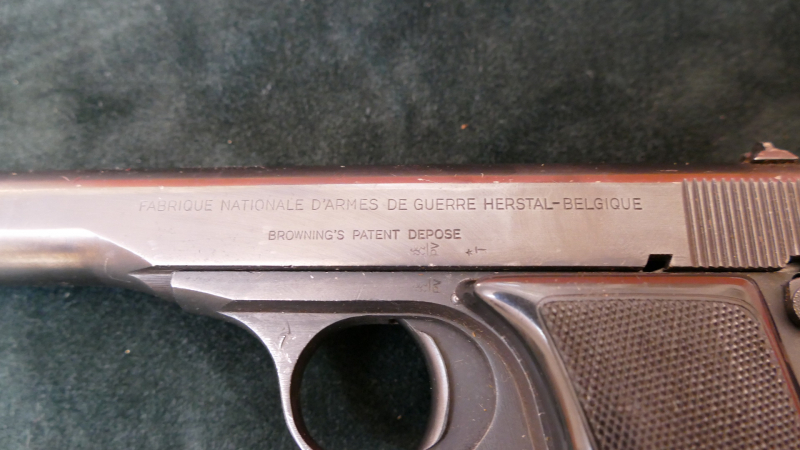 FABRIQUE NATIONALE D'ARMES DE GUERRE HERSTAL-BELGIQUE
BROWNING'S PATENT DEPOSE
*T